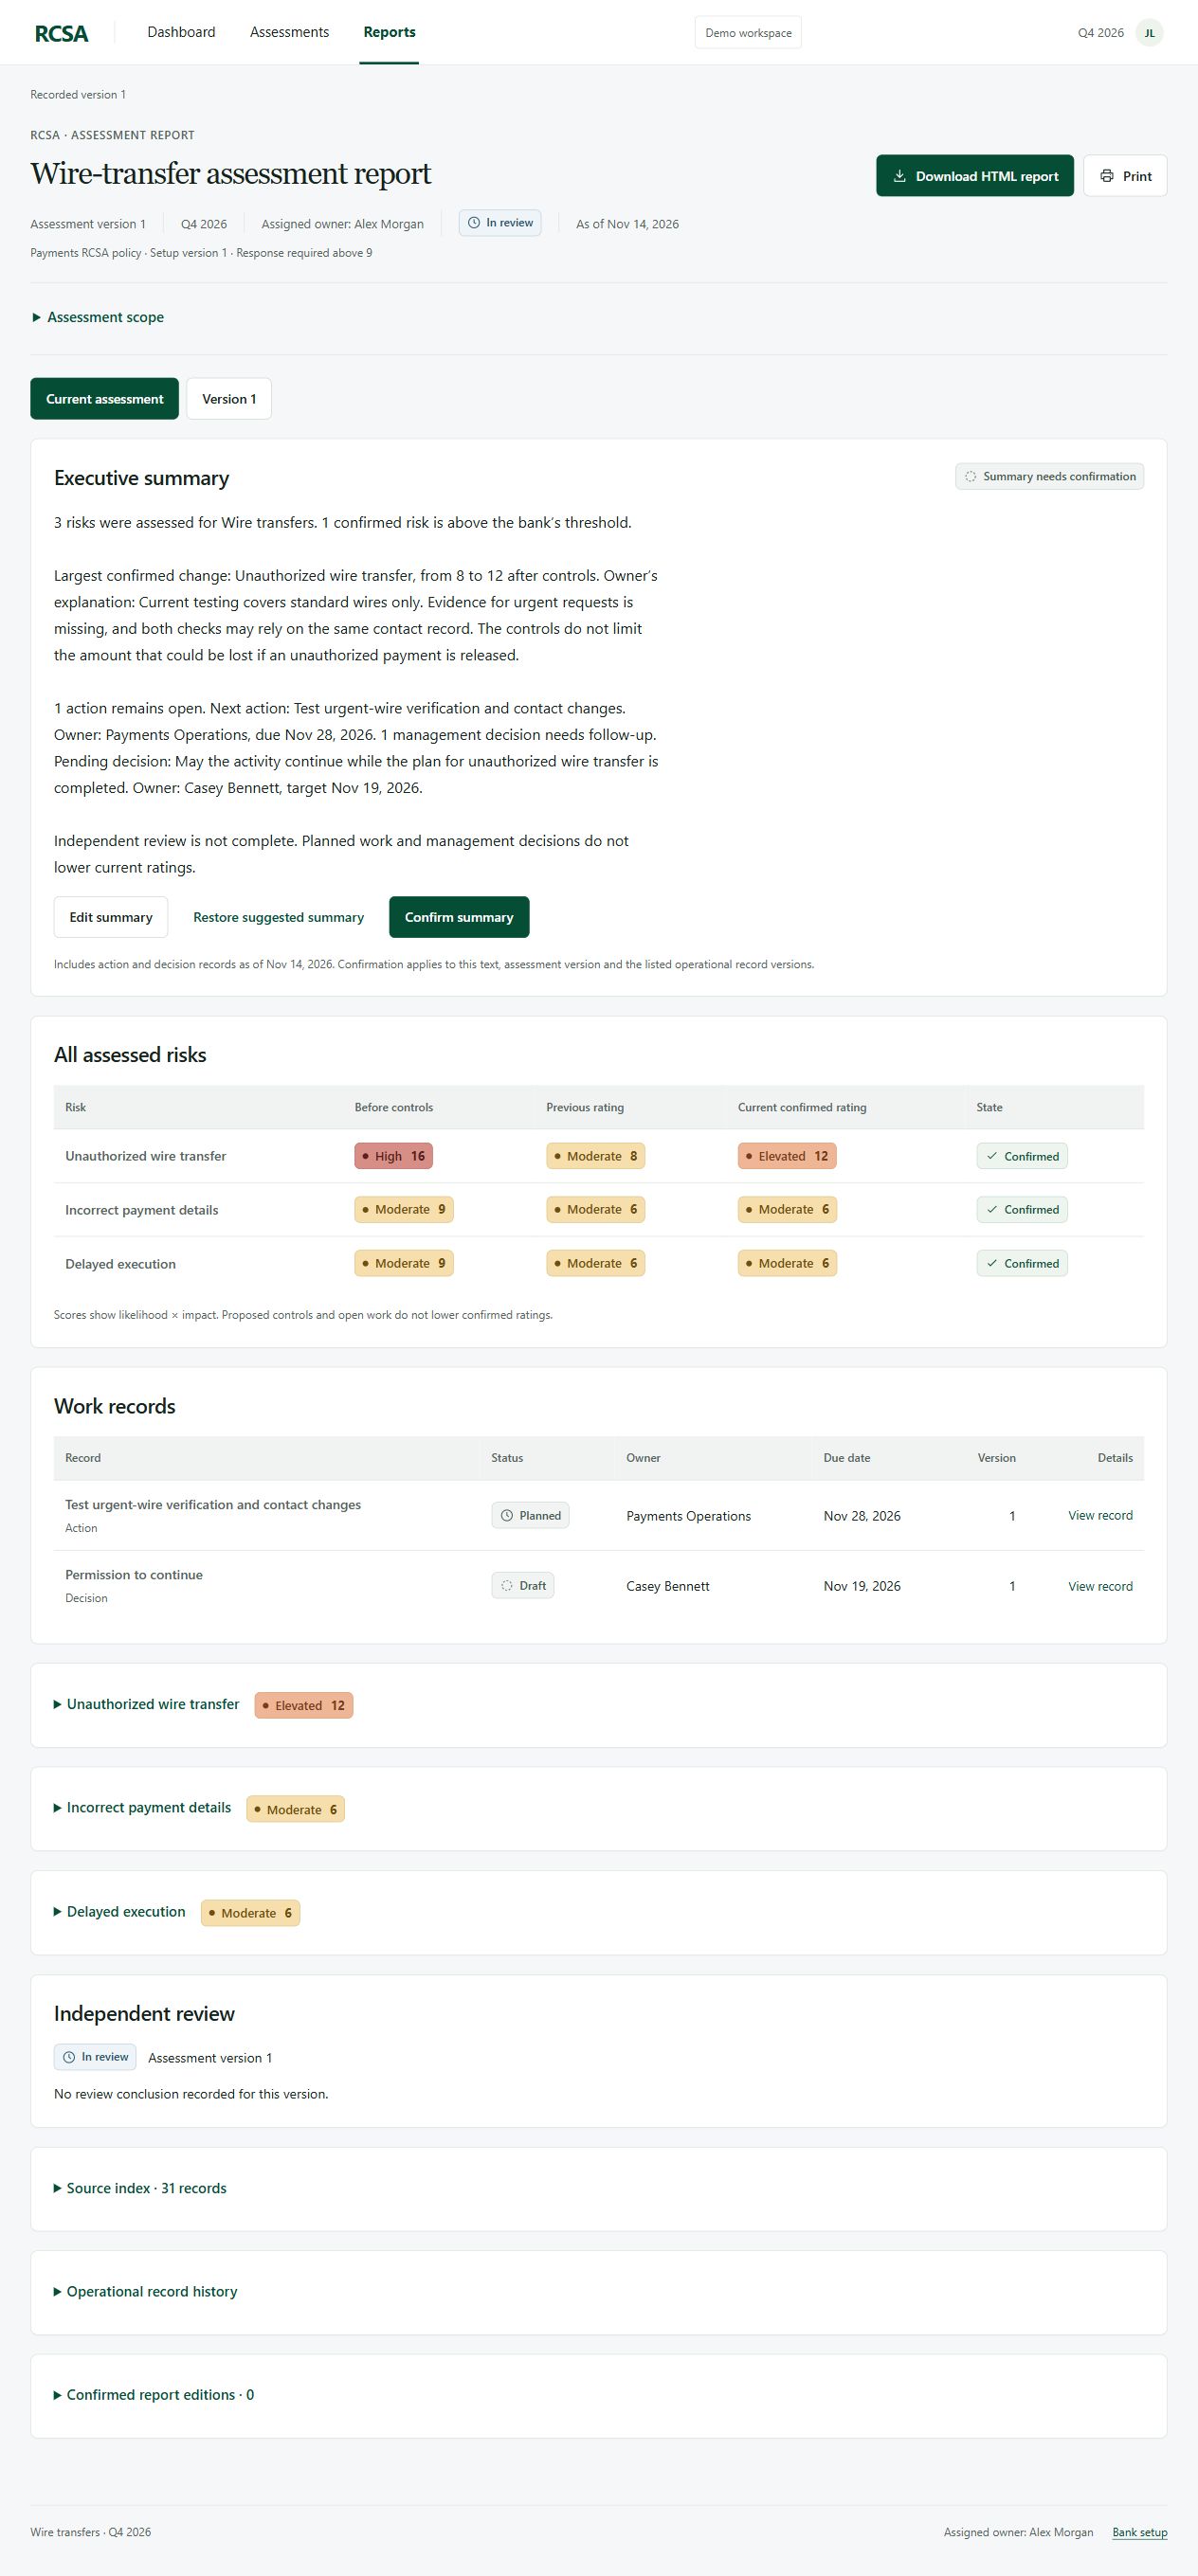 RCSA
Dashboard
Assessments
Reports
Demo workspace
Q4 2026
JL
Recorded version 1
RCSA · ASSESSMENT REPORT
Wire-transfer assessment report
Download HTML report
Print
Assessment version 1
Q4 2026
Assigned owner: Alex Morgan
In review
As of Nov 14, 2026
Payments RCSA policy · Setup version 1 · Response required above 9
Assessment scope
Current assessment
Version 1
Executive summary
Summary needs confirmation
3 risks were assessed for Wire transfers. 1 confirmed risk is above the bank’s threshold.
Largest confirmed change: Unauthorized wire transfer, from 8 to 12 after controls. Owner’s
explanation: Current testing covers standard wires only. Evidence for urgent requests is
missing, and both checks may rely on the same contact record. The controls do not limit
the amount that could be lost if an unauthorized payment is released.
1 action remains open. Next action: Test urgent-wire verification and contact changes.
Owner: Payments Operations, due Nov 28, 2026. 1 management decision needs follow-up.
Pending decision: May the activity continue while the plan for unauthorized wire transfer is
completed. Owner: Casey Bennett, target Nov 19, 2026.
Independent review is not complete. Planned work and management decisions do not
lower current ratings.
Edit summary
Restore suggested summary
Confirm summary
Includes action and decision records as of Nov 14, 2026. Confirmation applies to this text, assessment version and the listed operational record versions.
All assessed risks
Risk Before controls Previous rating Current confirmed rating State
Unauthorized wire transfer High 16 Moderate 8 Elevated 12 Confirmed
Incorrect payment details Moderate 9 Moderate 6 Moderate 6 Confirmed
Delayed execution Moderate 9 Moderate 6 Moderate 6 Confirmed
Scores show likelihood × impact. Proposed controls and open work do not lower confirmed ratings.
Work records
Record Status Owner Due date Version Details
Test urgent-wire verification and contact changes
Action
Planned Payments Operations Nov 28, 2026 1 View record
Permission to continue
Decision
Draft Casey Bennett Nov 19, 2026 1 View record
Unauthorized wire transfer Elevated 12
Incorrect payment details Moderate 6
Delayed execution Moderate 6
Independent review
In review Assessment version 1
No review conclusion recorded for this version.
Source index · 31 records
Operational record history
Confirmed report editions · 0
Wire transfers · Q4 2026
Assigned owner: Alex Morgan
Bank setup